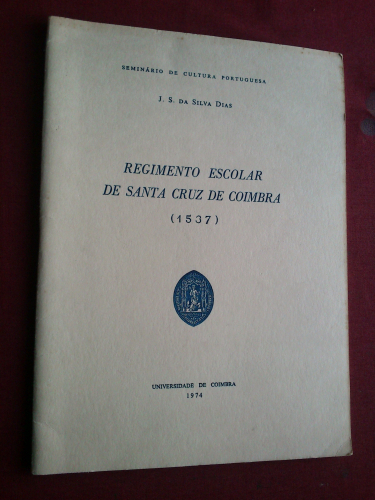 SEMINÁRIO DE CULTURA PORTUGUESA
J. S. DA SILVA DIAS
REGIMENTO ESCOLAR
DE SANTA CRUZ DE COIMBRA
(1537)
UNIVERSIDADE DE COIMBRA
1974